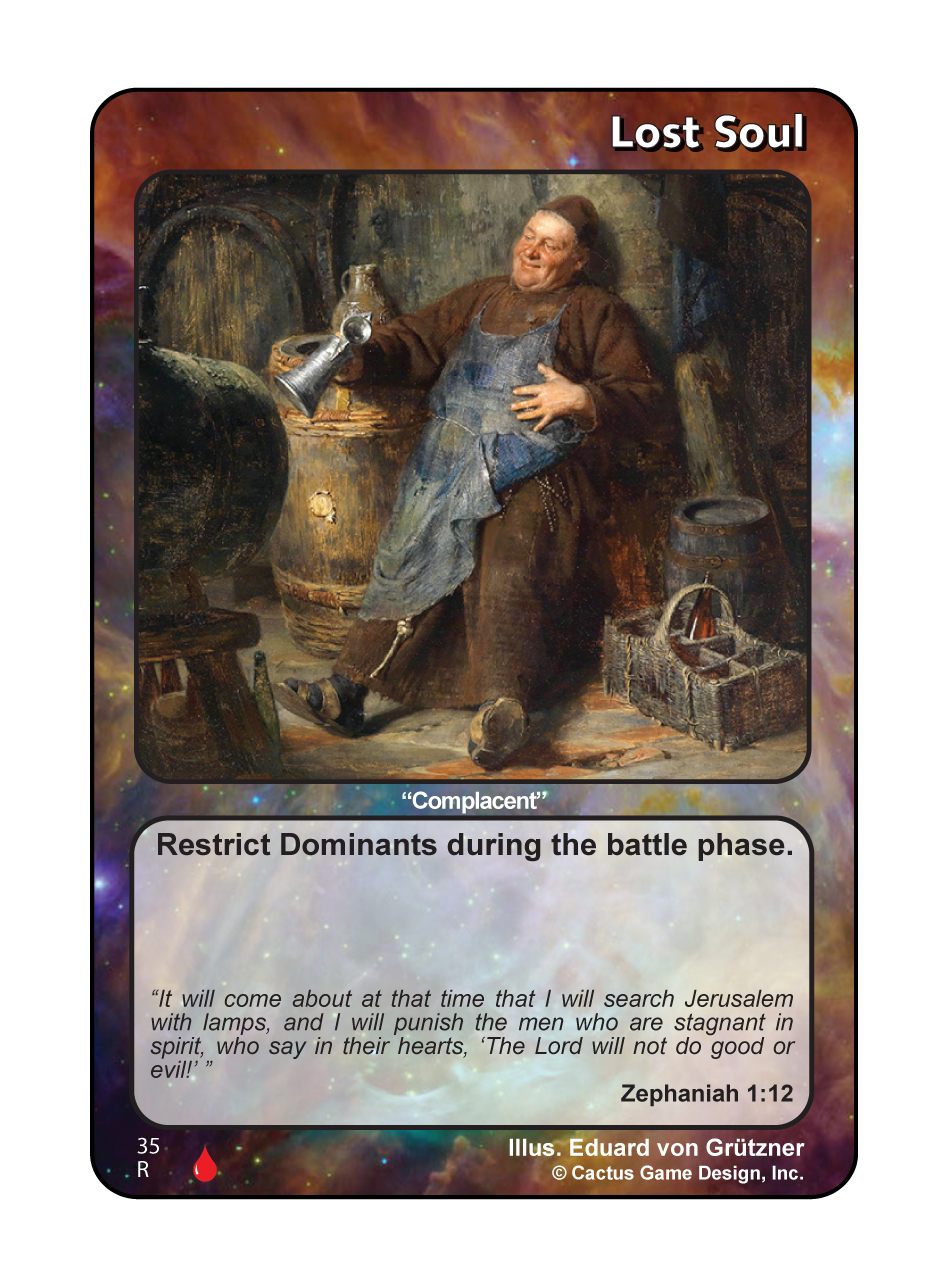 Lost Soul
“Complacent”
Restrict Dominants during the battle phase.
“It will come about at that time that I will search Jerusalem
with lamps, and I will punish the men who are stagnant in
spirit, who say in their hearts, ‘The Lord will not do good or
evil!’ ”
Zephaniah 1:12
35
R
Illus. Eduard von Grützner
© Cactus Game Design, Inc.